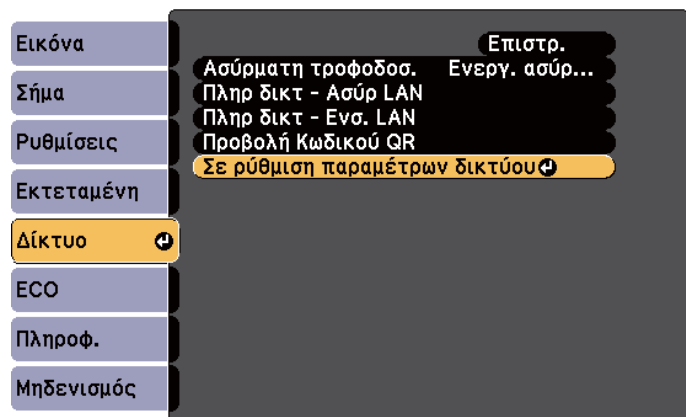 Εικόνα
Σήμα
Ρυθμίσεις
Εκτεταμένη
Δίκτυο
ECO
Πληροφ.
Μηδενισμός
Επιστρ.
Ασύρματη τροφοδοσ. Ενεργ. ασύρ...
Πληρ δικτ - Ασύρ LAN
Πληρ δικτ - Ενσ. LAN
Προβολή Κωδικού QR
Σε ρύθμιση παραμέτρων δικτύου